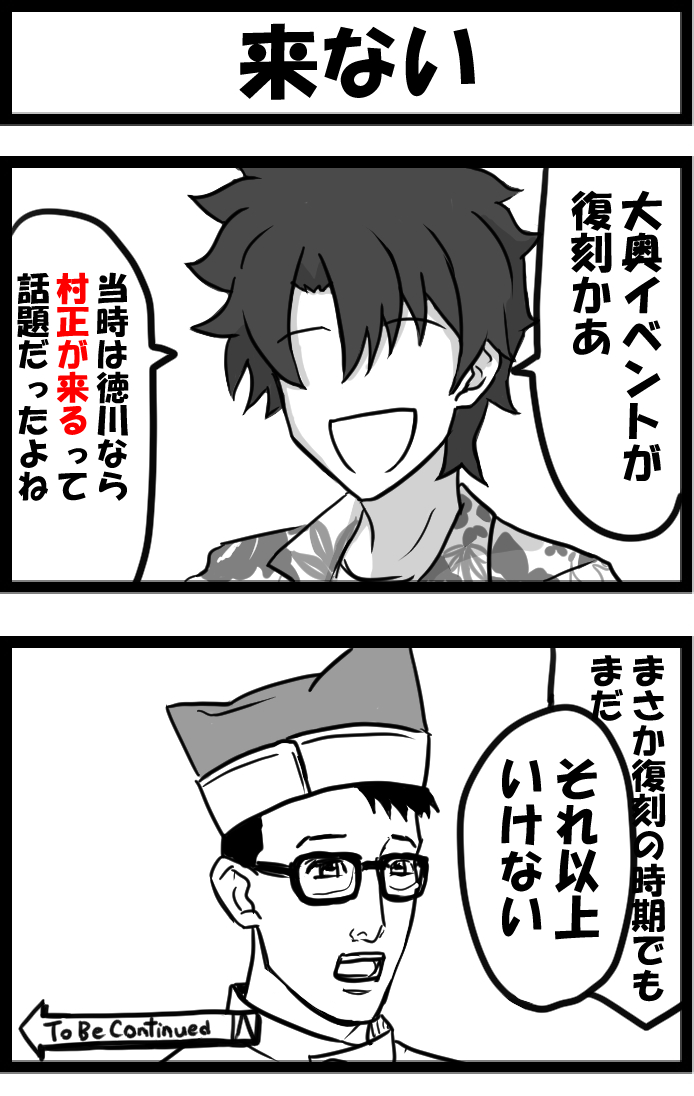 来ない
大奥イベントが
復刻かあ
当時は徳川なら
村正が来るって
話題だったよね
まさか復刻の時期でも
まだ
それ以上
いけない
To Be Continued